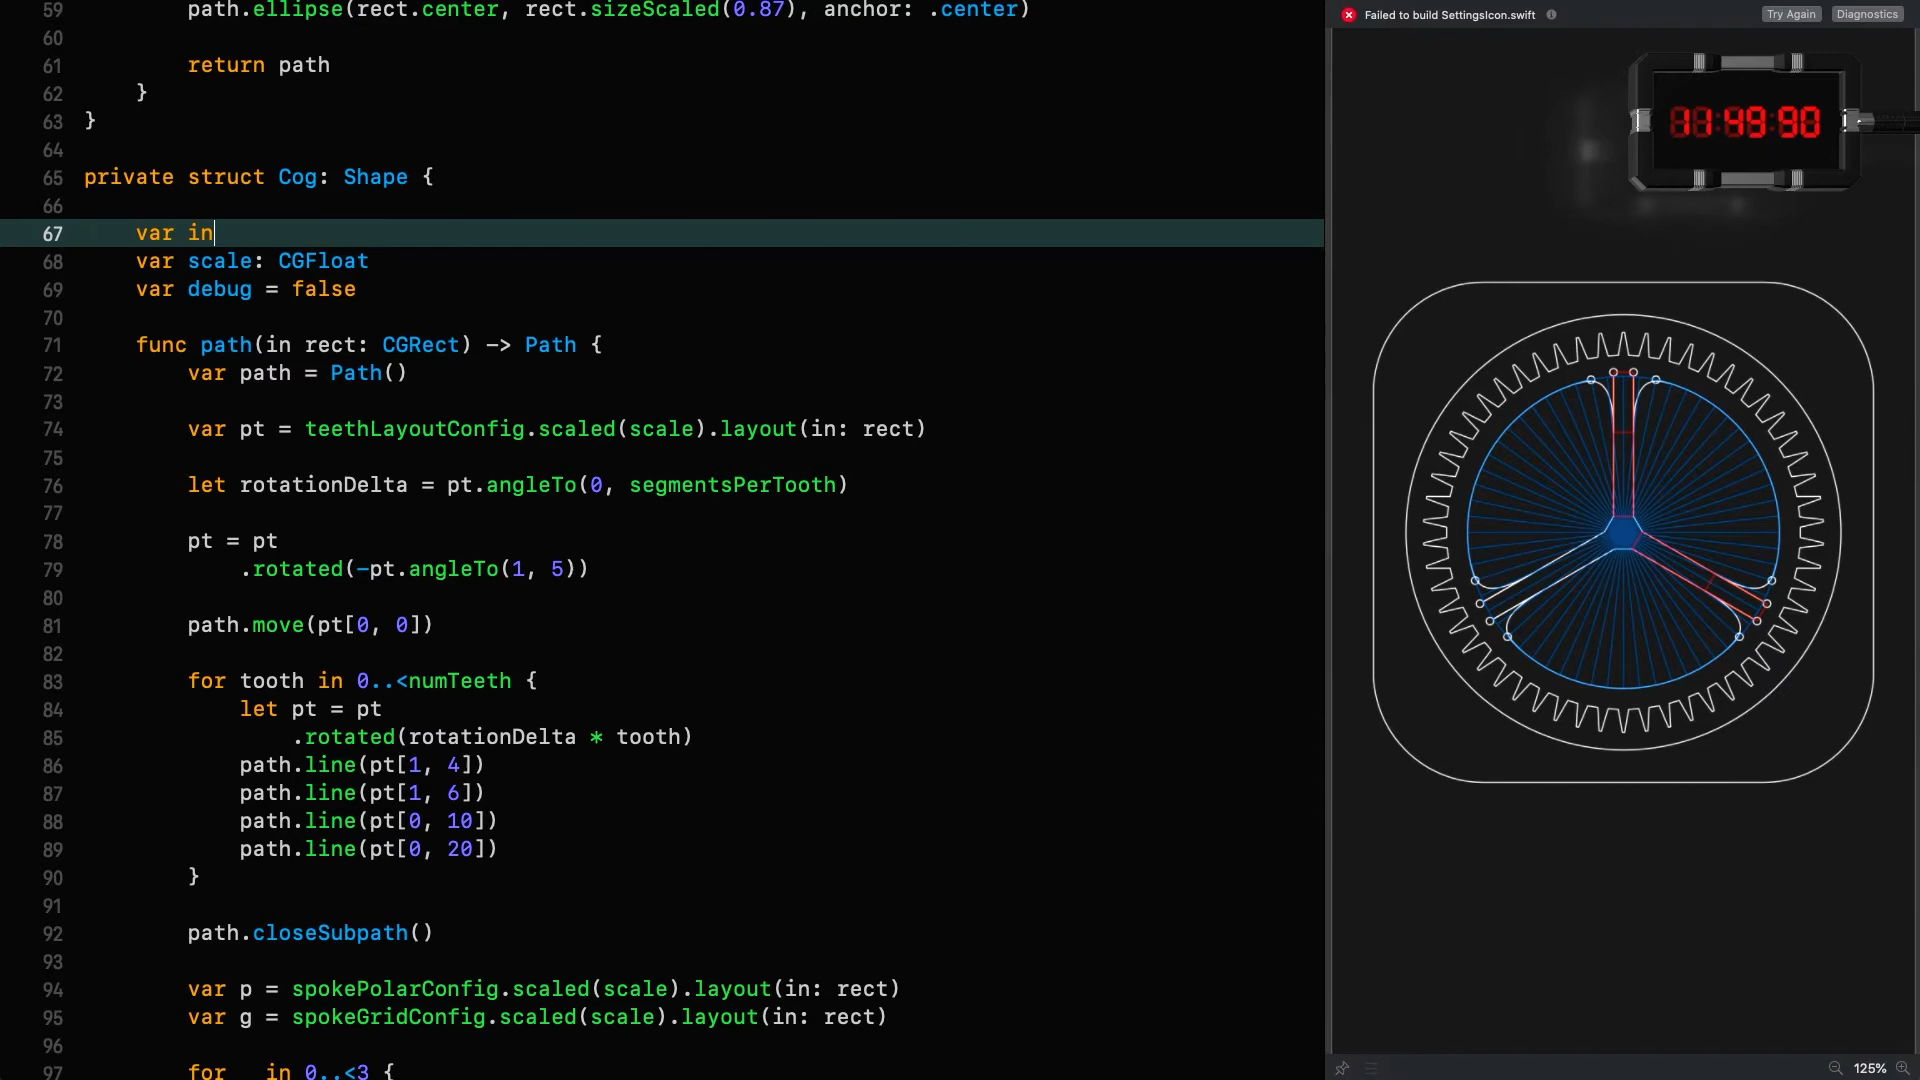 59 path.ellipse(rect.center, rect.sizeScaled(0.87), anchor: .center)
60
61 return path
62 }
63 }
64
65 private struct Cog: Shape {
66
67 var in
68 var scale: CGFloat
69 var debug = false
70
71 func path(in rect: CGRect) -> Path {
72 var path = Path()
73
74 var pt = teethLayoutConfig.scaled(scale).layout(in: rect)
75
76 let rotationDelta = pt.angleTo(0, segmentsPerTooth)
77
78 pt = pt
79 .rotated(-pt.angleTo(1, 5))
80
81 path.move(pt[0, 0])
82
83 for tooth in 0..<numTeeth {
84 let pt = pt
85 .rotated(rotationDelta * tooth)
86 path.line(pt[1, 4])
87 path.line(pt[1, 6])
88 path.line(pt[0, 10])
89 path.line(pt[0, 20])
90 }
91
92 path.closeSubpath()
93
94 var p = spokePolarConfig.scaled(scale).layout(in: rect)
95 var g = spokeGridConfig.scaled(scale).layout(in: rect)
96
97 for _ in 0..<3 {
Failed to build SettingsIcon.swift
Try Again
Diagnostics
11:49:90
125%